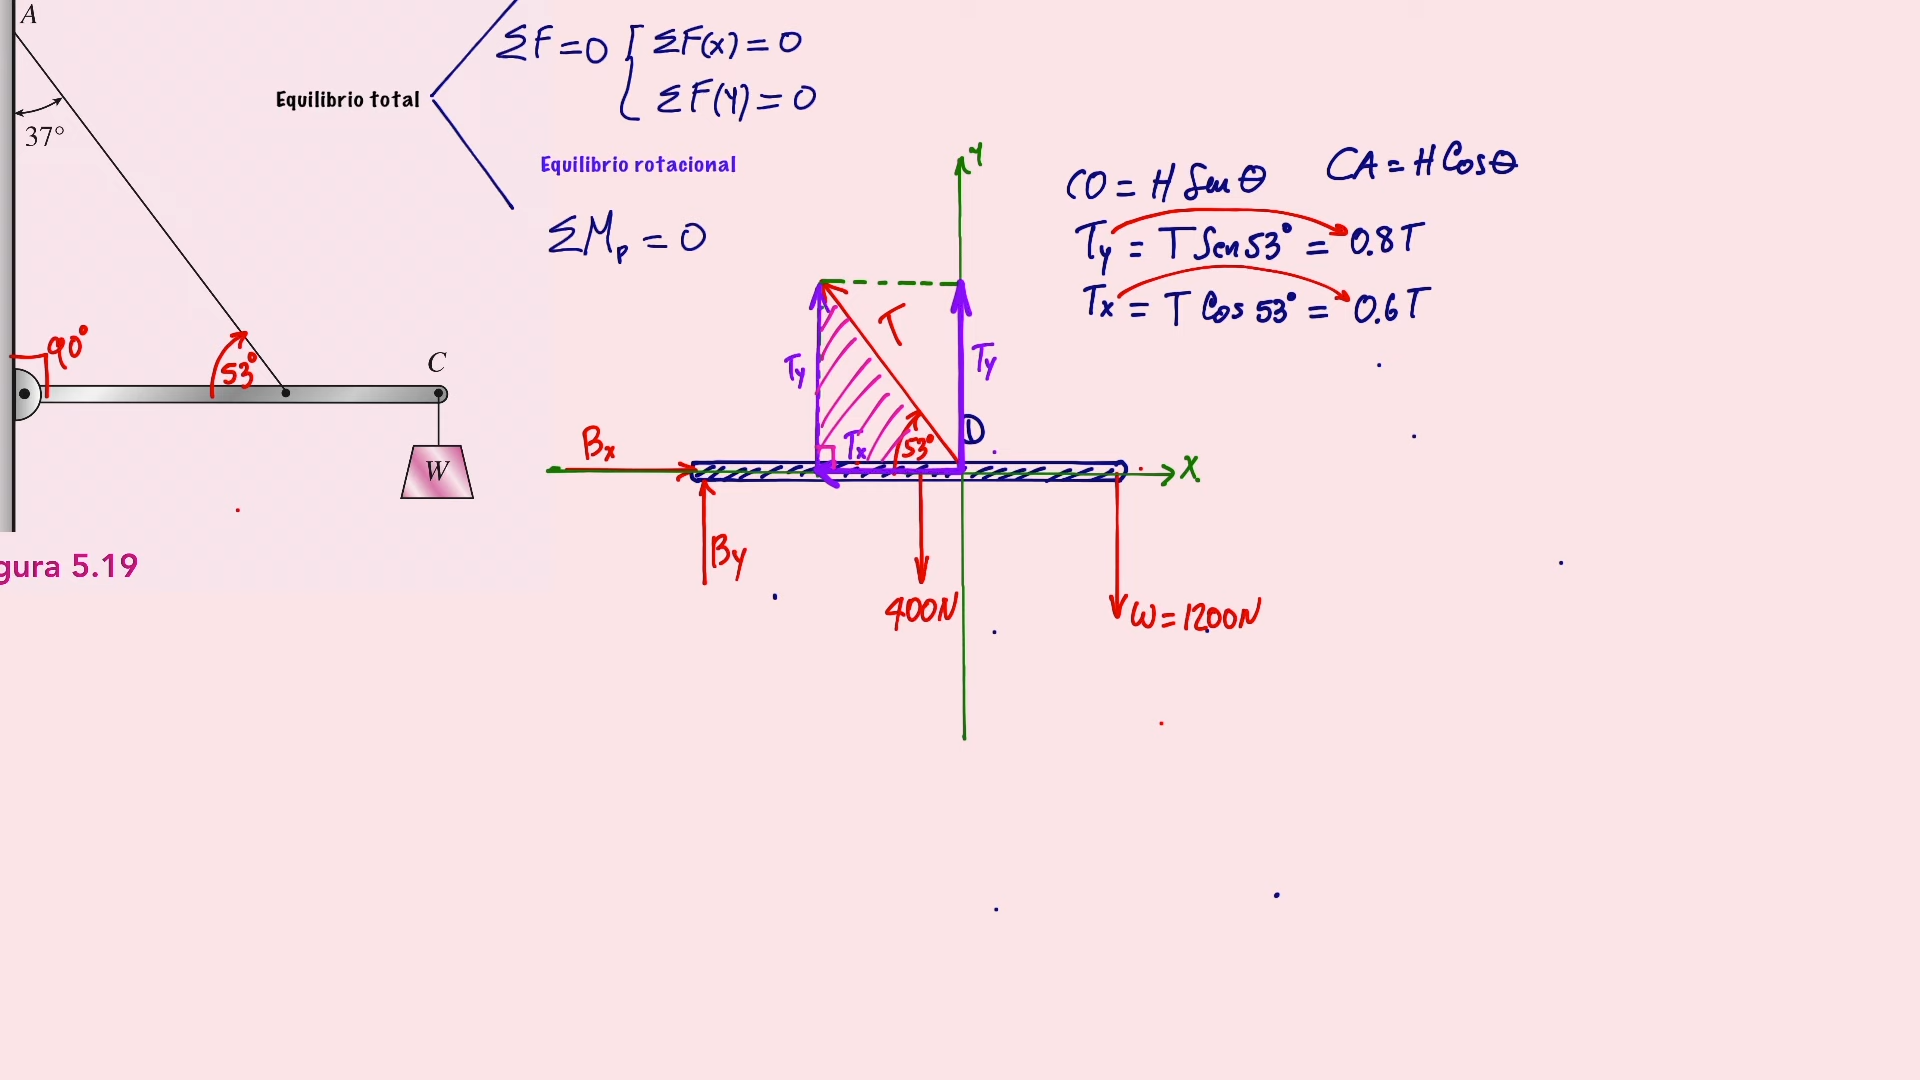 A
37°
90°
53°
C
W
gura 5.19
Equilibrio total
ΣF = 0 { ΣF(x) = 0
ΣF(y) = 0
Equilibrio rotacional
ΣMp = 0
y
CO = H Sen θ
CA = H Cos θ
Ty = T Sen 53° = 0.8T
Tx = T Cos 53° = 0.6T
T
Ty
Ty
D
Tx
53°
Bx
X
By
400N
W = 1200N